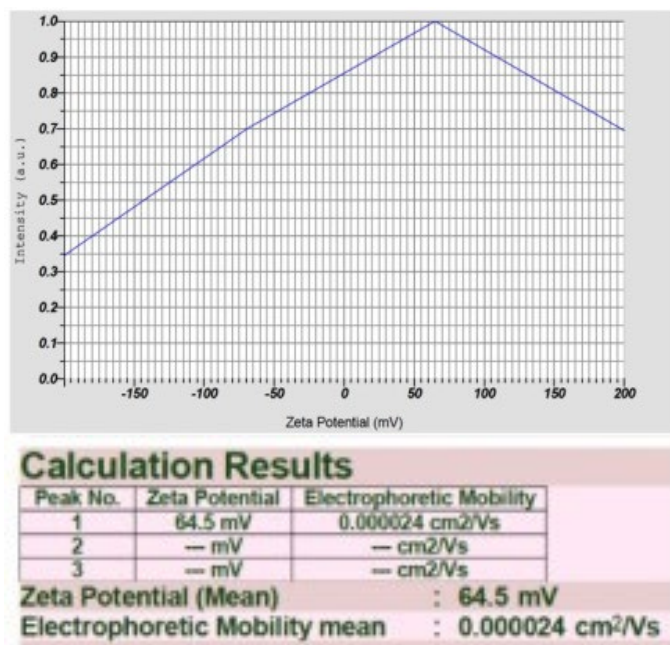 1.0
0.9
0.8
0.7
0.6
0.5
0.4
0.3
0.2
0.1
0.0
Intensity (a.u.)
-150 -100 -50 0 50 100 150 200
Zeta Potential (mV)
Calculation Results
Peak No. Zeta Potential Electrophoretic Mobility
1 64.5 mV 0.000024 cm2/Vs
2 --- mV --- cm2/Vs
3 --- mV --- cm2/Vs
Zeta Potential (Mean) : 64.5 mV
Electrophoretic Mobility mean : 0.000024 cm²/Vs